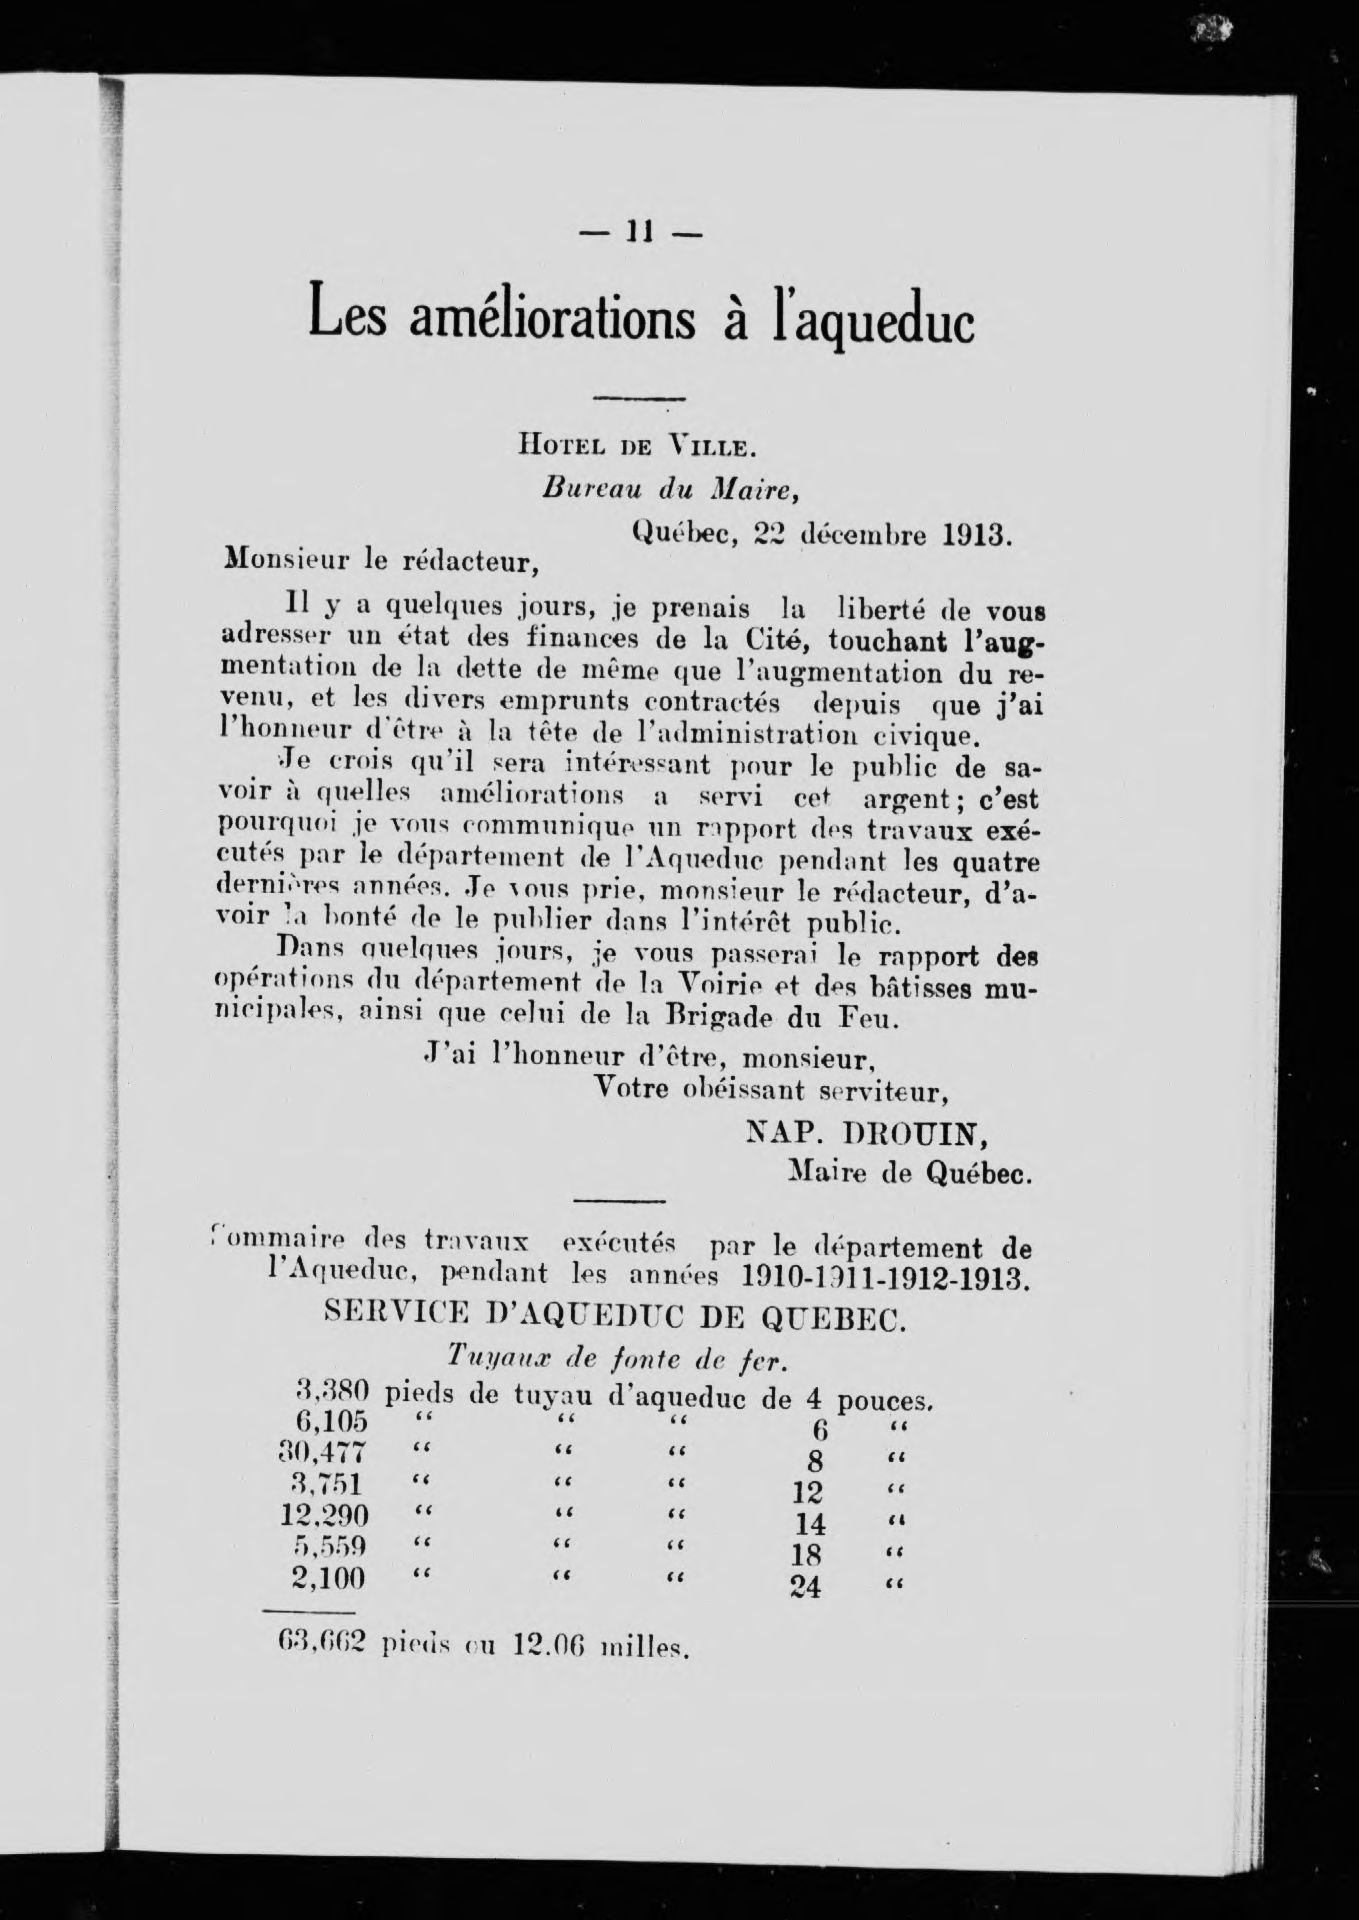 — 11 —
Les améliorations à l'aqueduc
HOTEL DE VILLE.
Bureau du Maire,
Québec, 22 décembre 1913.
Monsieur le rédacteur,
Il y a quelques jours, je prenais la liberté de vous
adresser un état des finances de la Cité, touchant l'aug-
mentation de la dette de même que l'augmentation du re-
venu, et les divers emprunts contractés depuis que j'ai
l'honneur d'être à la tête de l'administration civique.
Je crois qu'il sera intéressant pour le public de sa-
voir à quelles améliorations a servi cet argent; c'est
pourquoi je vous communique un rapport des travaux exé-
cutés par le département de l'Aqueduc pendant les quatre
dernières années. Je vous prie, monsieur le rédacteur, d'a-
voir la bonté de le publier dans l'intérêt public.
Dans quelques jours, je vous passerai le rapport des
opérations du département de la Voirie et des bâtisses mu-
nicipales, ainsi que celui de la Brigade du Feu.
J'ai l'honneur d'être, monsieur,
Votre obéissant serviteur,
NAP. DROUIN,
Maire de Québec.
Sommaire des travaux exécutés par le département de
l'Aqueduc, pendant les années 1910-1911-1912-1913.
SERVICE D'AQUEDUC DE QUEBEC.
Tuyaux de fonte de fer.
3,380 pieds de tuyau d'aqueduc de 4 pouces.
6,105 " " " 6 "
30,477 " " " 8 "
3,751 " " " 12 "
12,290 " " " 14 "
5,559 " " " 18 "
2,100 " " " 24 "
63,662 pieds ou 12.06 milles.